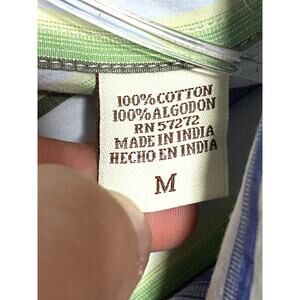 100%COTTON
100%ALGODON
RN 57272
MADE IN INDIA
HECHO EN INDIA
M